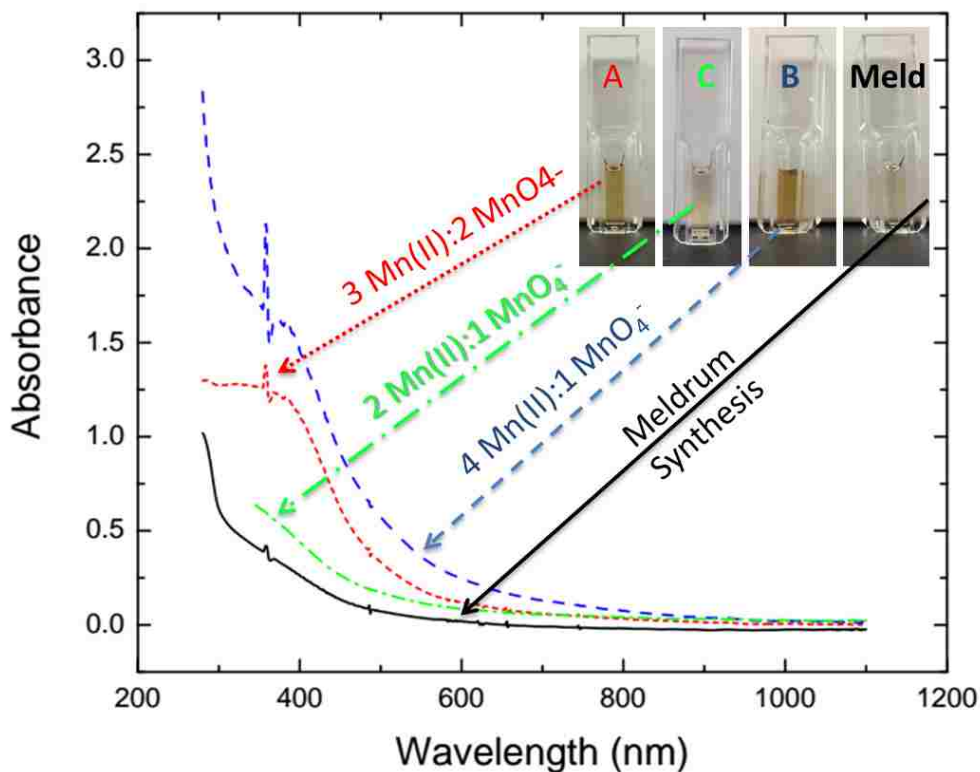 3.0
2.5
2.0
1.5
1.0
0.5
0.0
Absorbance
200
400
600
800
1000
1200
Wavelength (nm)
A
C
B
Meld
3 Mn(II):2 MnO4-
2 Mn(II):1 MnO₄⁻
4 Mn(II):1 MnO₄⁻
Meldrum
Synthesis